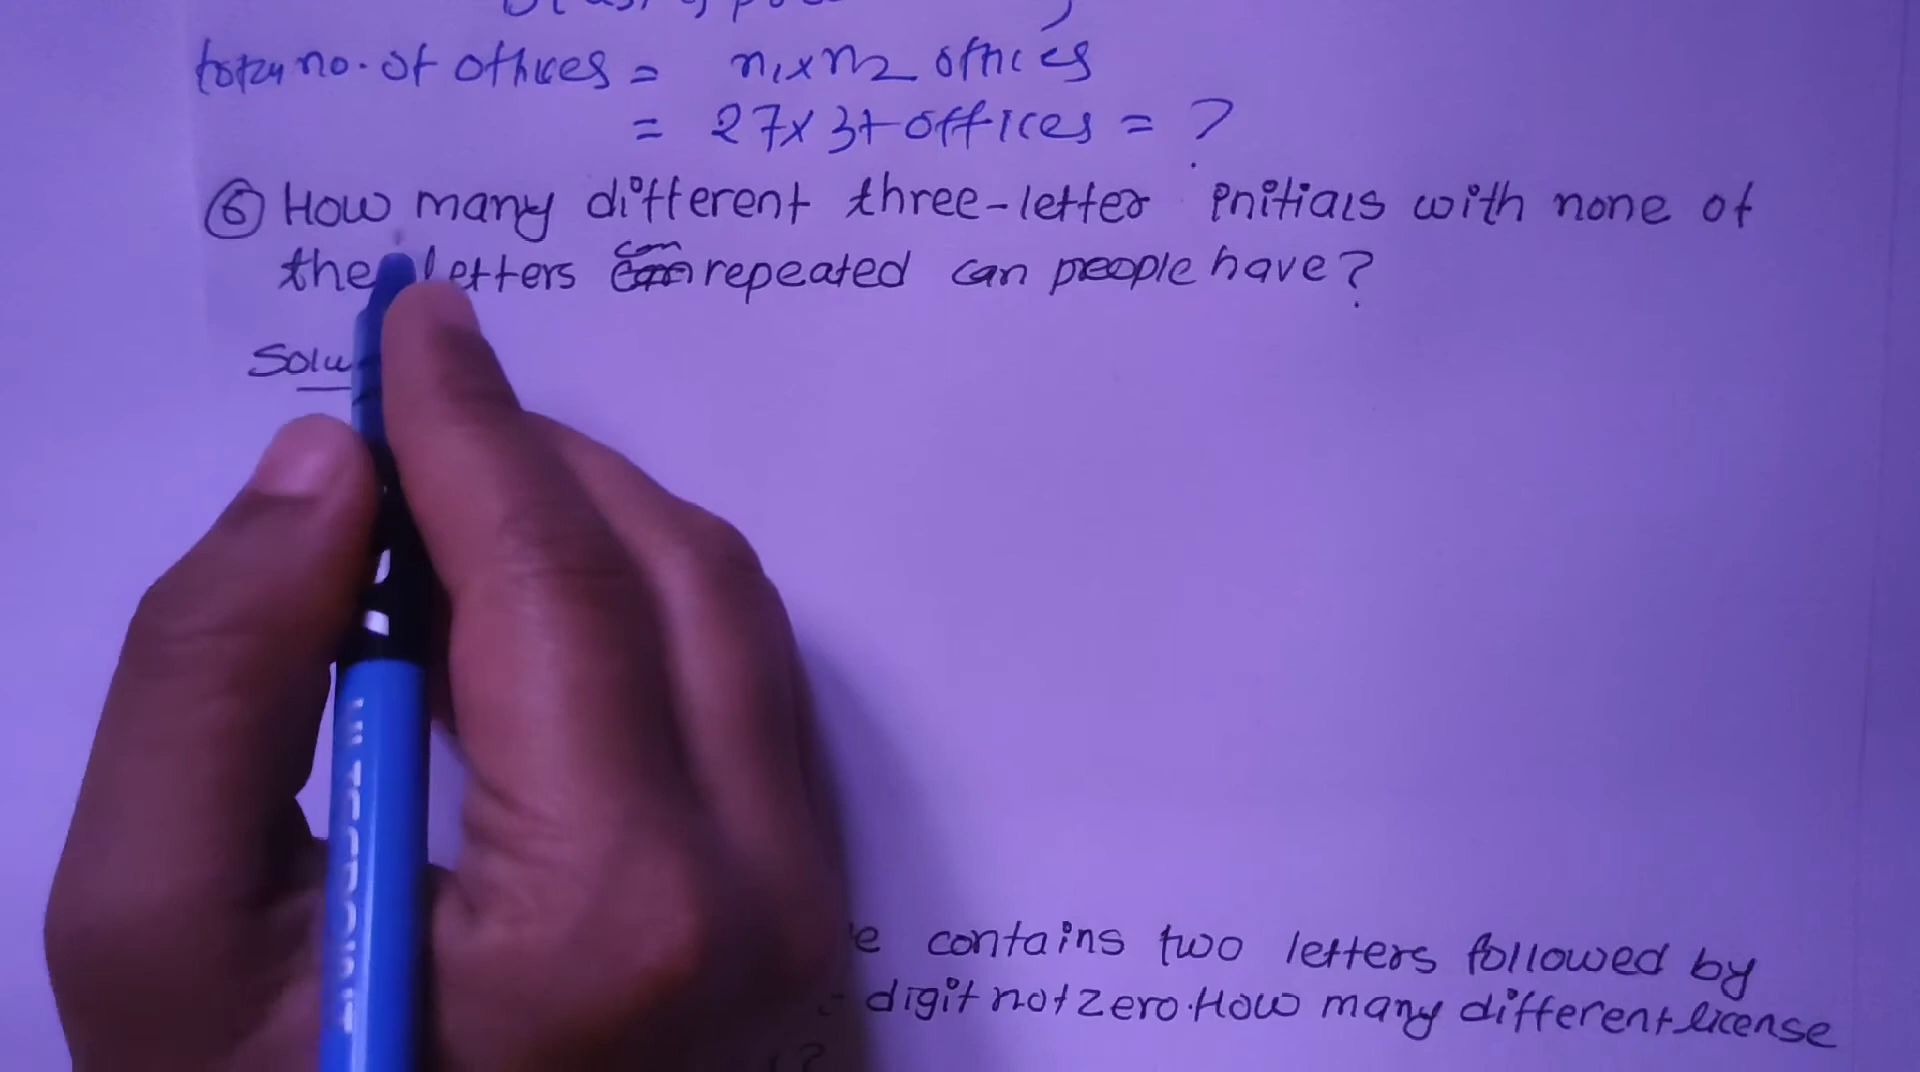 total no. of offices = n1 x n2 offices
= 27 x 37 offices = ?
⑥ How many different three-letter initials with none of
the letters can repeated can people have?
Solu
e contains two letters followed by
digit not zero. How many different license
?